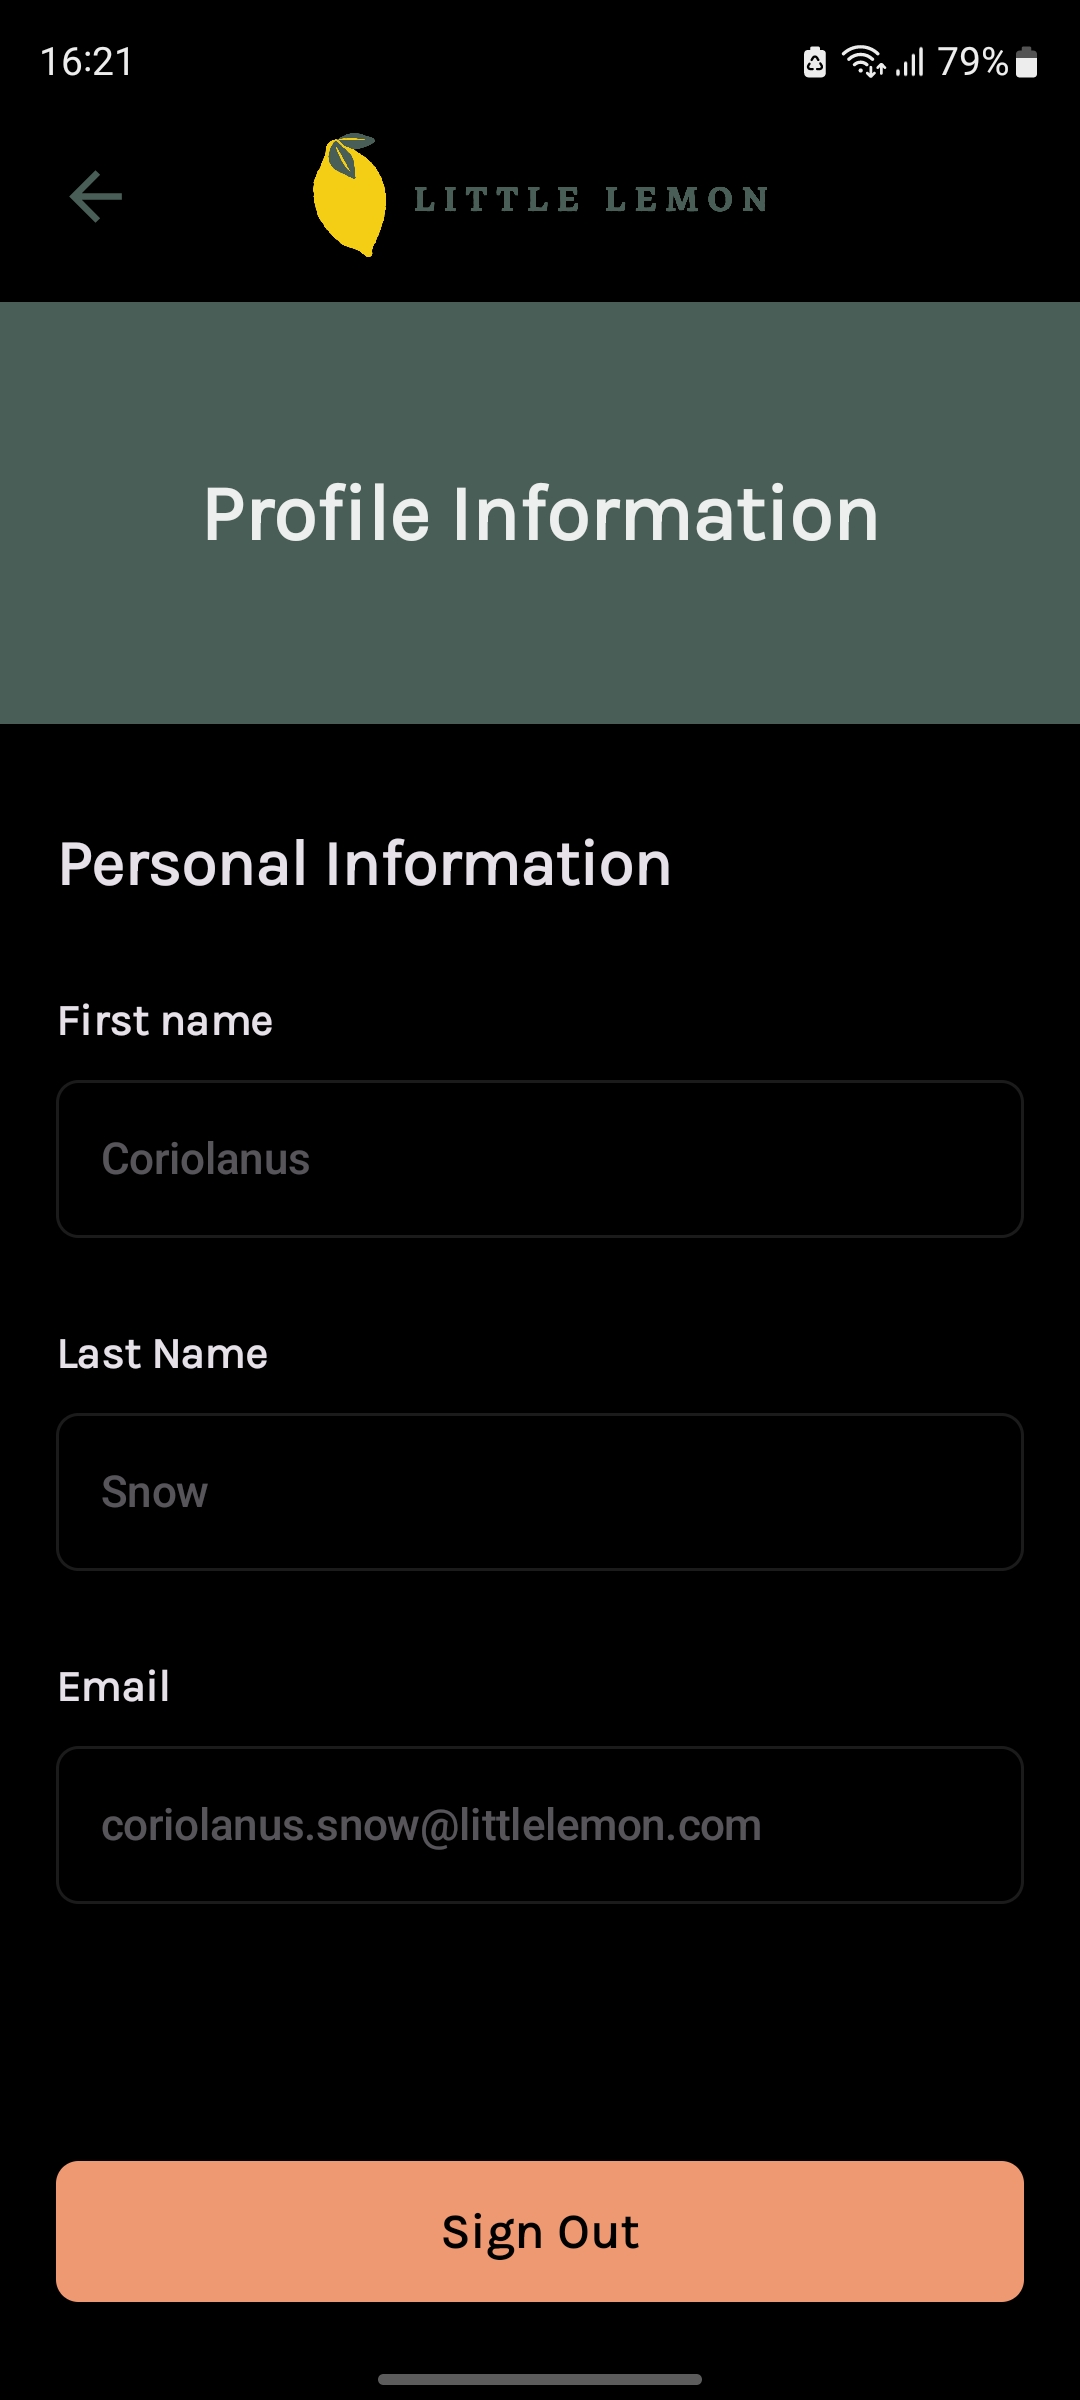 16:21
79%
LITTLE LEMON
Profile Information
Personal Information
First name
Coriolanus
Last Name
Snow
Email
coriolanus.snow@littlelemon.com
Sign Out